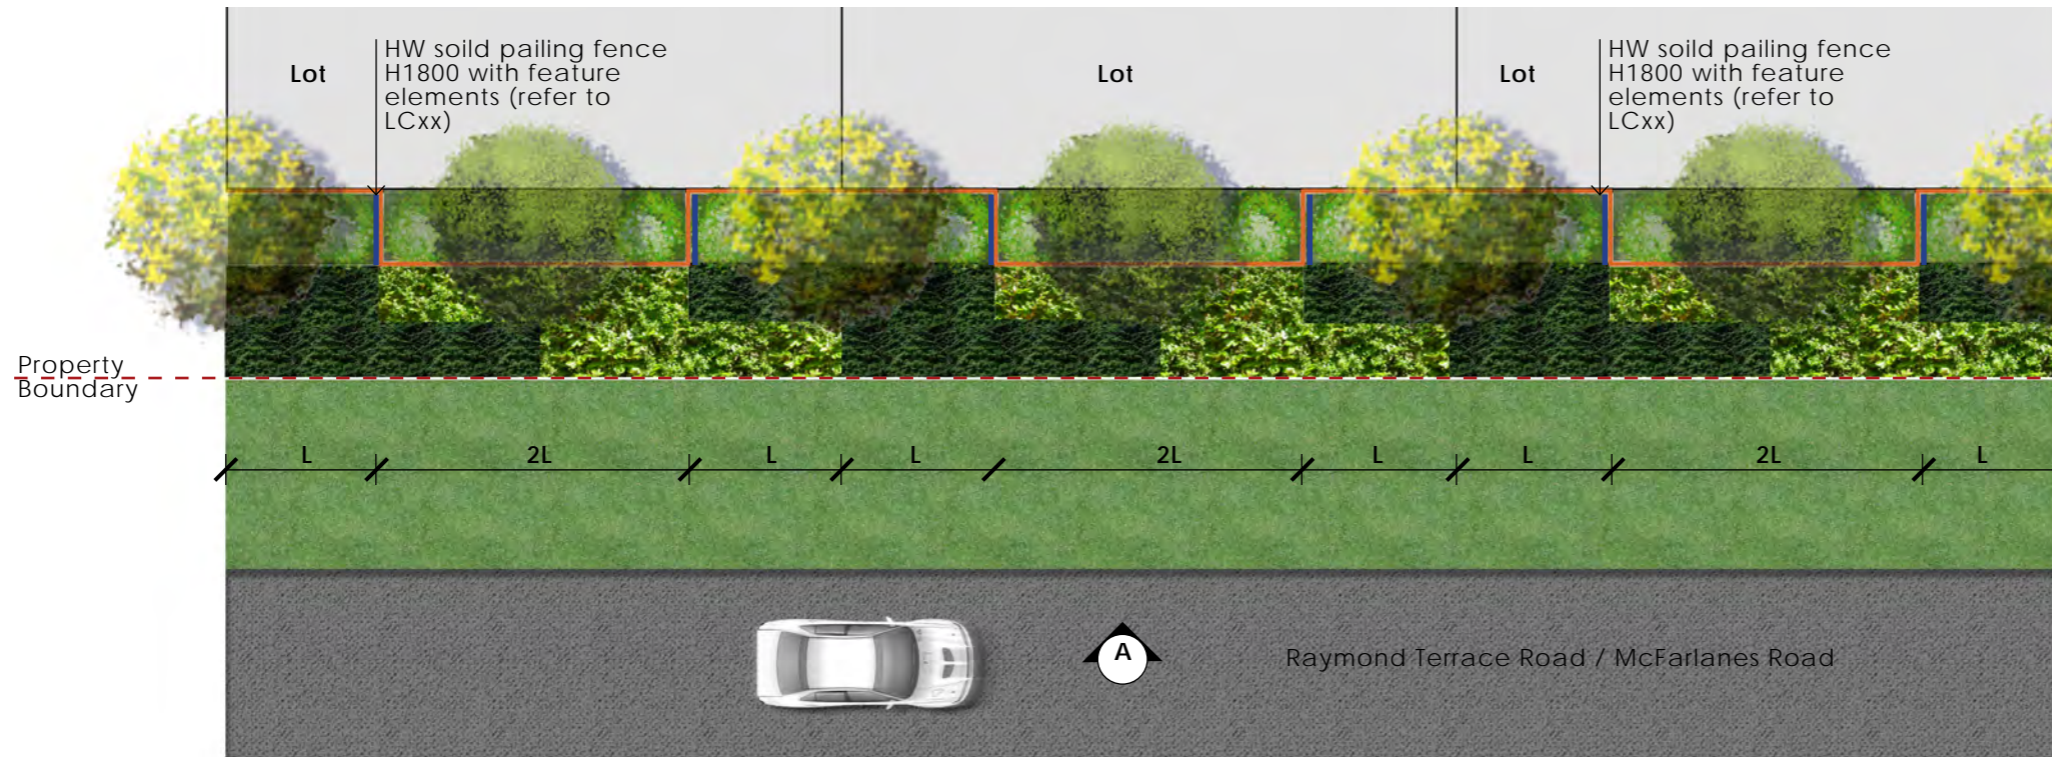 Lot
HW soild pailing fence
H1800 with feature
elements (refer to
LCxx)
Lot
Lot
HW soild pailing fence
H1800 with feature
elements (refer to
LCxx)
Property
Boundary
L
2L
L
L
2L
L
L
2L
L
A
Raymond Terrace Road / McFarlanes Road